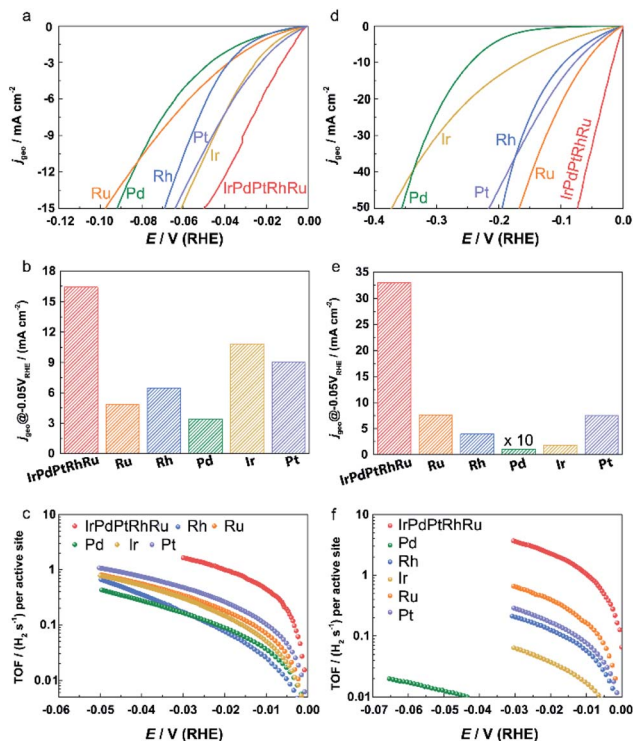 a
0
-3
-6
-9
-12
-15
j_geo / mA cm⁻²
Ru
Pd
Rh
Pt
Ir
IrPdPtRhRu
-0.12 -0.10 -0.08 -0.06 -0.04 -0.02 0.00
E / V (RHE)
d
0
-10
-20
-30
-40
-50
j_geo / mA cm⁻²
Pd
Ir
Rh
Pt
Ru
IrPdPtRhRu
-0.4 -0.3 -0.2 -0.1 0.0
E / V (RHE)
b
18
15
12
9
6
3
0
j_geo@-0.05V_RHE / (mA cm⁻²)
IrPdPtRhRu Ru Rh Pd Ir Pt
e
35
30
25
20
15
10
5
0
j_geo@-0.05V_RHE / (mA cm⁻²)
x 10
IrPdPtRhRu Ru Rh Pd Ir Pt
c
10
1
0.1
0.01
TOF / (H₂ s⁻¹) per active site
IrPdPtRhRu Rh Ru
Pd Ir Pt
-0.06 -0.05 -0.04 -0.03 -0.02 -0.01 0.00
E / V (RHE)
f
10
1
0.1
0.01
TOF / (H₂ s⁻¹) per active site
IrPdPtRhRu
Pd
Rh
Ir
Ru
Pt
-0.07 -0.06 -0.05 -0.04 -0.03 -0.02 -0.01 0.00
E / V (RHE)